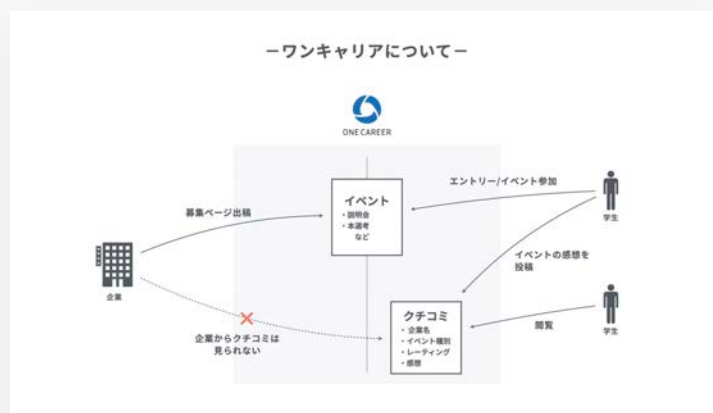 －ワンキャリアについて－
ONE CAREER
イベント
・説明会
・本選考
など
募集ページ出稿
エントリー/イベント参加
学生
企業
イベントの感想を
投稿
クチコミ
・企業名
・イベント種別
・レーティング
・感想
企業からクチコミは
見られない
閲覧
学生